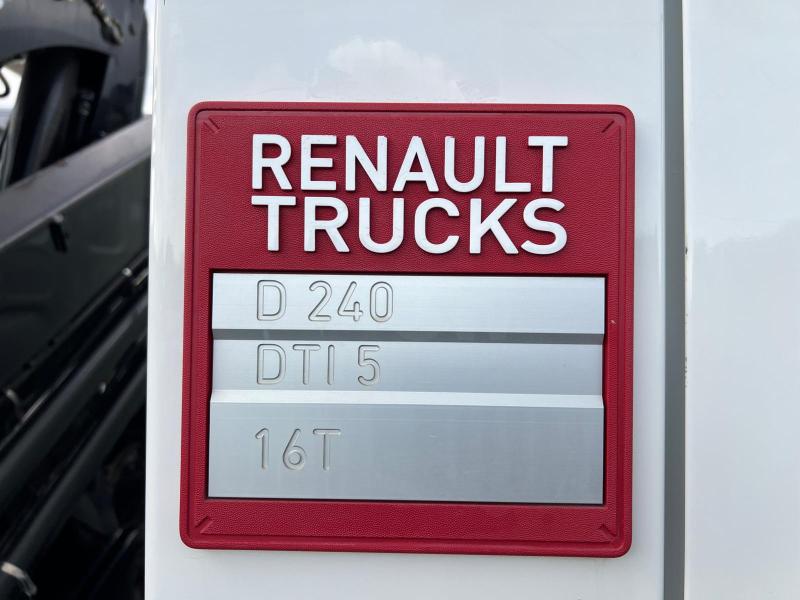 RENAULT
TRUCKS
D 240
DTI 5
16T